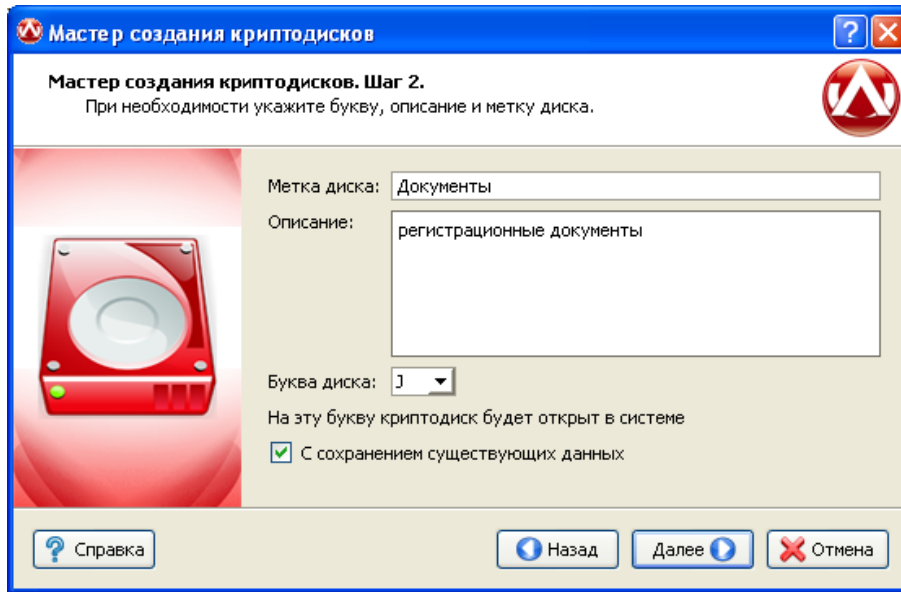 Мастер создания криптодисков
Мастер создания криптодисков. Шаг 2.
При необходимости укажите букву, описание и метку диска.
Метка диска: Документы
Описание: регистрационные документы
Буква диска: J
На эту букву криптодиск будет открыт в системе
С сохранением существующих данных
Справка Назад Далее Отмена